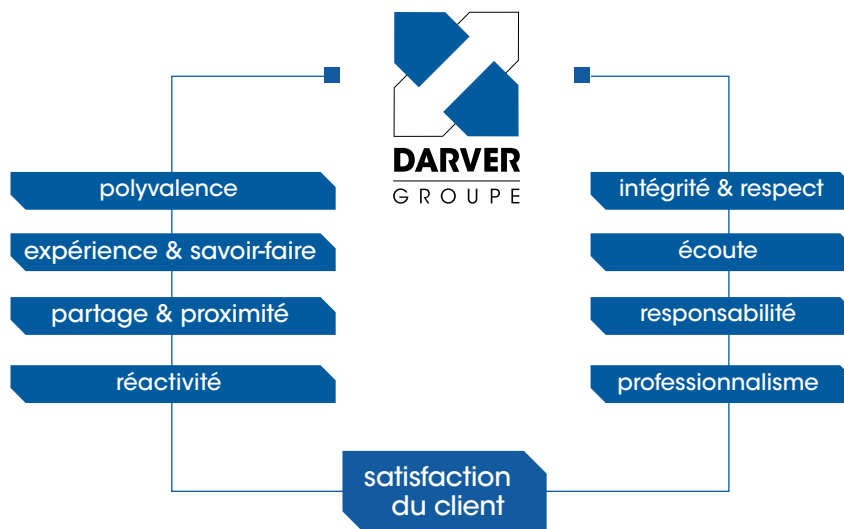 DARVER
GROUPE
polyvalence
expérience & savoir-faire
partage & proximité
réactivité
intégrité & respect
écoute
responsabilité
professionnalisme
satisfaction
du client